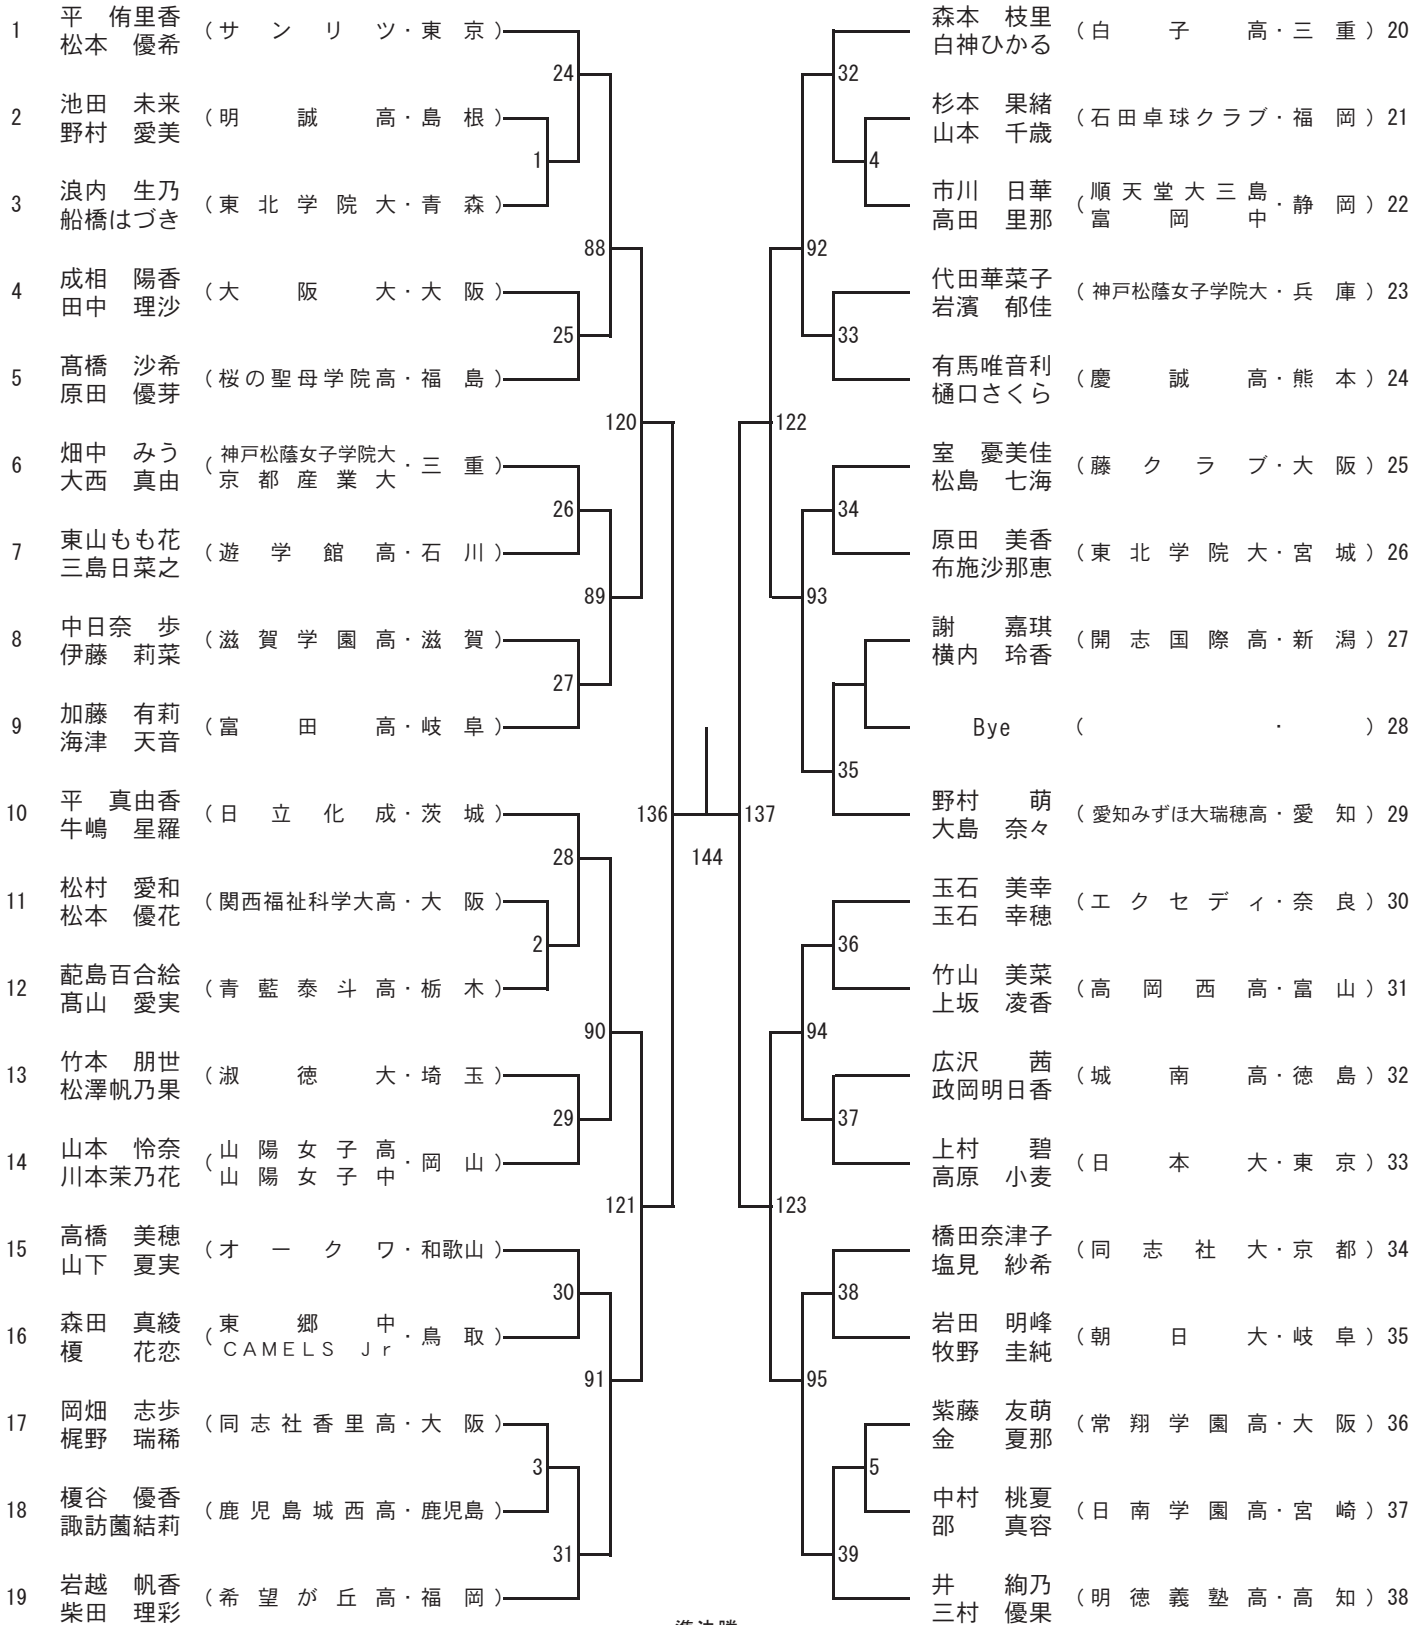 1 平　侑里香 (サンリツ・東京)
松本　優希
24
2 池田　未来 (明誠高・島根)
野村　愛美
1
3 浪内　生乃 (東北学院大・青森)
船橋はづき
88
4 成相　陽香 (大阪大・大阪)
田中　理沙
25
5 髙橋　沙希 (桜の聖母学院高・福島)
原田　優芽
120
6 畑中　みう (神戸松蔭女子学院大・三重)
大西　真由 京都産業大
26
7 東山もも花 (遊学館高・石川)
三島日菜之
89
8 中日奈　歩 (滋賀学園高・滋賀)
伊藤　莉菜
27
9 加藤　有莉 (富田高・岐阜)
海津　天音
10 平　真由香 (日立化成・茨城)
牛嶋　星羅
136
28
11 松村　愛和 (関西福祉科学大高・大阪)
松本　優花
2
12 蓜島百合絵 (青藍泰斗高・栃木)
髙山　愛実
90
13 竹本　朋世 (淑徳大・埼玉)
松澤帆乃果
29
14 山本　怜奈 (山陽女子高・岡山)
川本茉乃花 山陽女子中
121
15 高橋　美穂 (オークワ・和歌山)
山下　夏実
30
16 森田　真綾 (東郷中・鳥取)
榎　　花恋 CAMELS Jr
91
17 岡畑　志歩 (同志社香里高・大阪)
梶野　瑞稀
3
18 榎谷　優香 (鹿児島城西高・鹿児島)
諏訪薗結莉
31
19 岩越　帆香 (希望が丘高・福岡)
柴田　理彩
144
森本　枝里 (白子高・三重) 20
白神ひかる
32
杉本　果緒 (石田卓球クラブ・福岡) 21
山本　千歳
4
市川　日華 (順天堂大三島・静岡) 22
高田　里那 富岡中
92
代田華菜子 (神戸松蔭女子学院大・兵庫) 23
岩濱　郁佳
33
有馬唯音利 (慶誠高・熊本) 24
樋口さくら
122
室　憂美佳 (藤クラブ・大阪) 25
松島　七海
34
原田　美香 (東北学院大・宮城) 26
布施沙那恵
93
謝　　嘉琪 (開志国際高・新潟) 27
横内　玲香
Bye (　・　) 28
35
野村　　萌 (愛知みずほ大瑞穂高・愛知) 29
大島　奈々
137
玉石　美幸 (エクセディ・奈良) 30
玉石　幸穂
36
竹山　美菜 (高岡西高・富山) 31
上坂　凌香
94
広沢　　茜 (城南高・徳島) 32
政岡明日香
37
上村　　碧 (日本大・東京) 33
高原　小麦
123
橋田奈津子 (同志社大・京都) 34
塩見　紗希
38
岩田　明峰 (朝日大・岐阜) 35
牧野　圭純
95
紫藤　友萌 (常翔学園高・大阪) 36
金　　夏那
5
中村　桃夏 (日南学園高・宮崎) 37
邵　　真容
39
井　　絢乃 (明徳義塾高・高知) 38
三村　優果